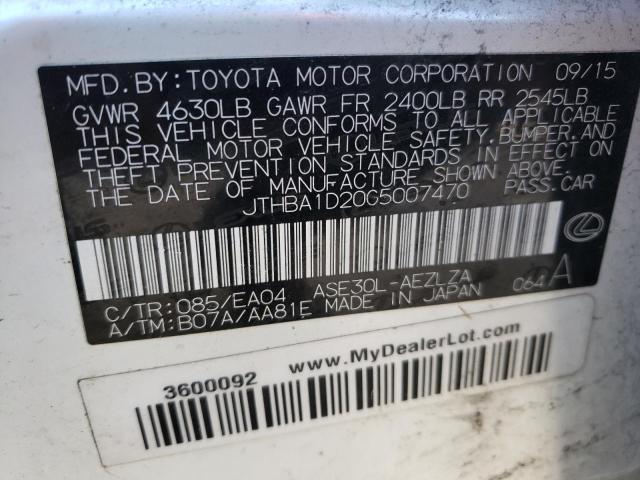 MFD. BY: TOYOTA MOTOR CORPORATION 09/15
GVWR 4630LB GAWR FR 2400LB RR 2545LB
THIS VEHICLE CONFORMS TO ALL APPLICABLE
FEDERAL MOTOR VEHICLE SAFETY, BUMPER, AND
THEFT PREVENTION STANDARDS IN EFFECT ON
THE DATE OF MANUFACTURE SHOWN ABOVE.
JTHBA1D20G5007470 PASS.CAR
C/TR: 085/EA04 ASE30L-AEZLZA 064 A
A/TM: B07A/AA81E MADE IN JAPAN
www.MyDealerLot.com
3600092